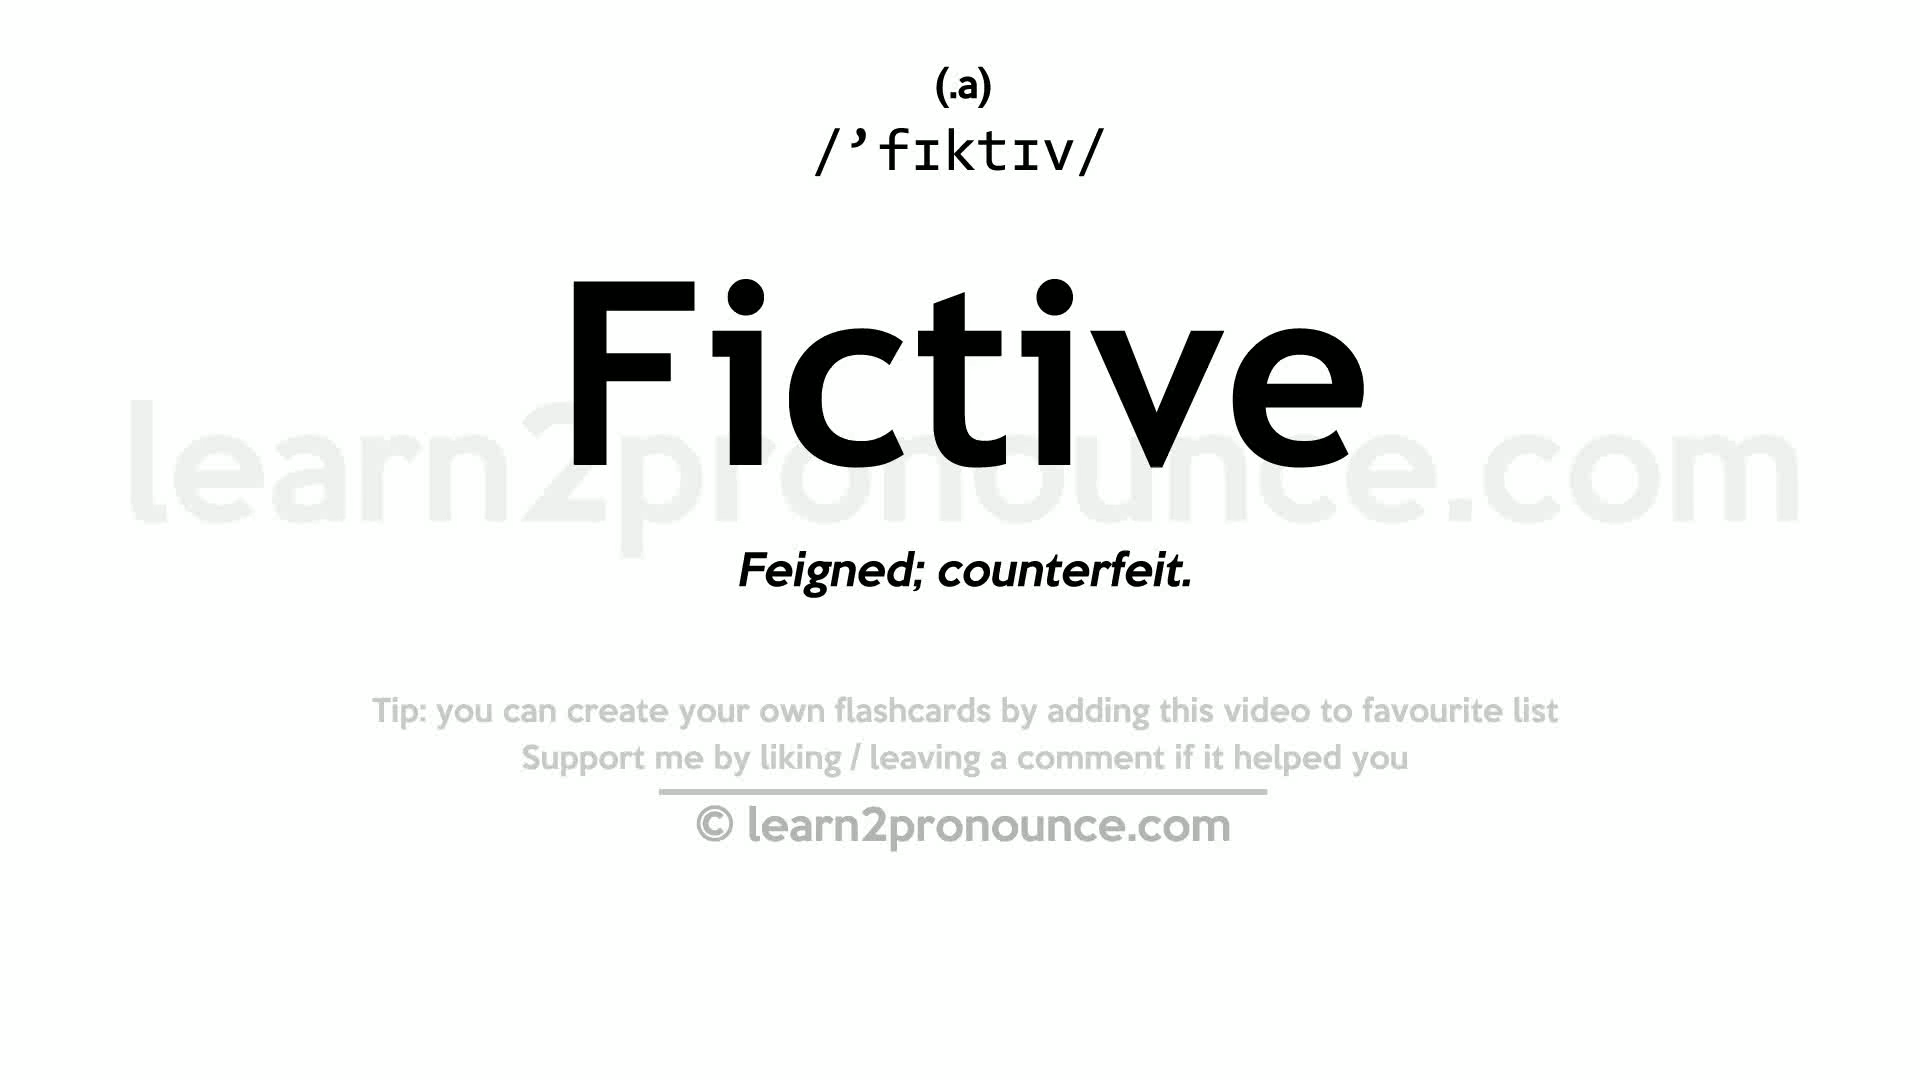 (.a)
/’fɪktɪv/
Fictive
learn2pronounce.com
Feigned; counterfeit.
Tip: you can create your own flashcards by adding this video to favourite list
Support me by liking / leaving a comment if it helped you
© learn2pronounce.com